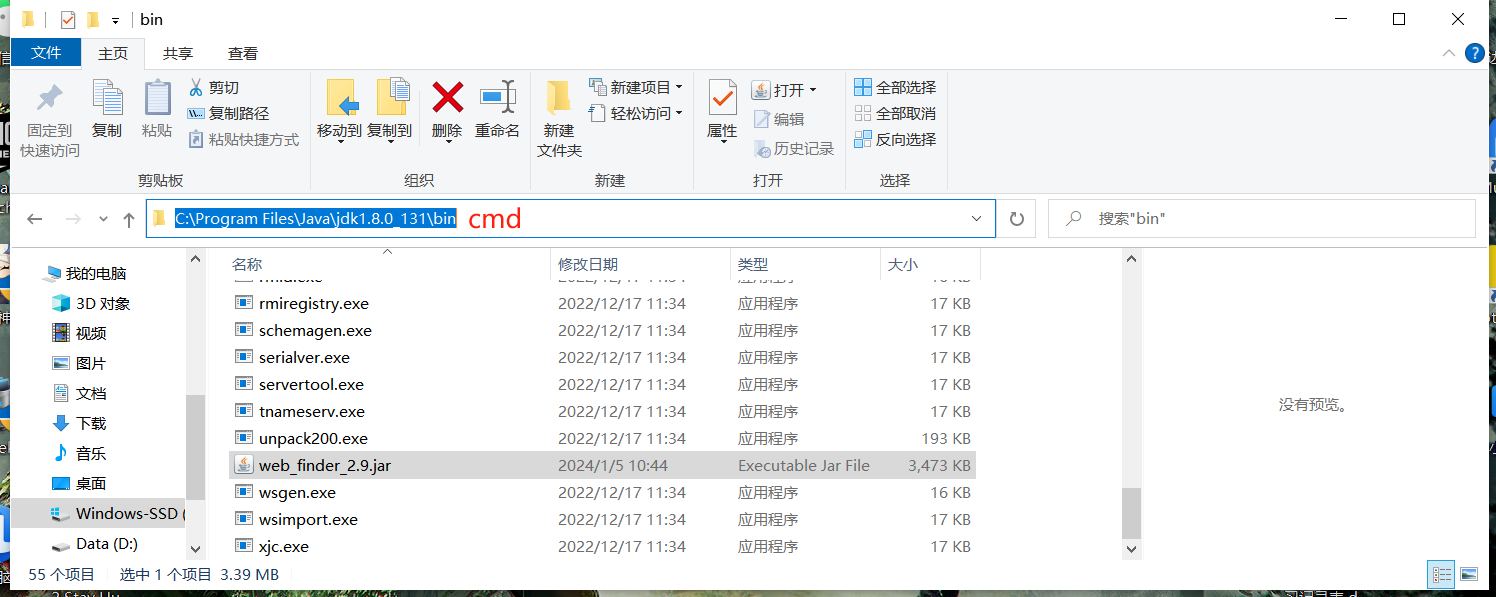 bin
文件 主页 共享 查看
固定到快速访问
复制
粘贴
剪切
复制路径
粘贴快捷方式
移动到
复制到
删除
重命名
新建文件夹
新建项目
轻松访问
属性
打开
编辑
历史记录
全部选择
全部取消
反向选择
剪贴板 组织 新建 打开 选择
C:\Program Files\Java\jdk1.8.0_131\bin cmd
搜索"bin"
名称 修改日期 类型 大小
我的电脑
3D 对象
视频
图片
文档
下载
音乐
桌面
Windows-SSD (
Data (D:)
rmiregistry.exe 2022/12/17 11:34 应用程序 17 KB
schemagen.exe 2022/12/17 11:34 应用程序 17 KB
serialver.exe 2022/12/17 11:34 应用程序 17 KB
servertool.exe 2022/12/17 11:34 应用程序 17 KB
tnameserv.exe 2022/12/17 11:34 应用程序 17 KB
unpack200.exe 2022/12/17 11:34 应用程序 193 KB
web_finder_2.9.jar 2024/1/5 10:44 Executable Jar File 3,473 KB
wsgen.exe 2022/12/17 11:34 应用程序 16 KB
wsimport.exe 2022/12/17 11:34 应用程序 17 KB
xjc.exe 2022/12/17 11:34 应用程序 17 KB
没有预览。
55 个项目 选中 1 个项目 3.39 MB